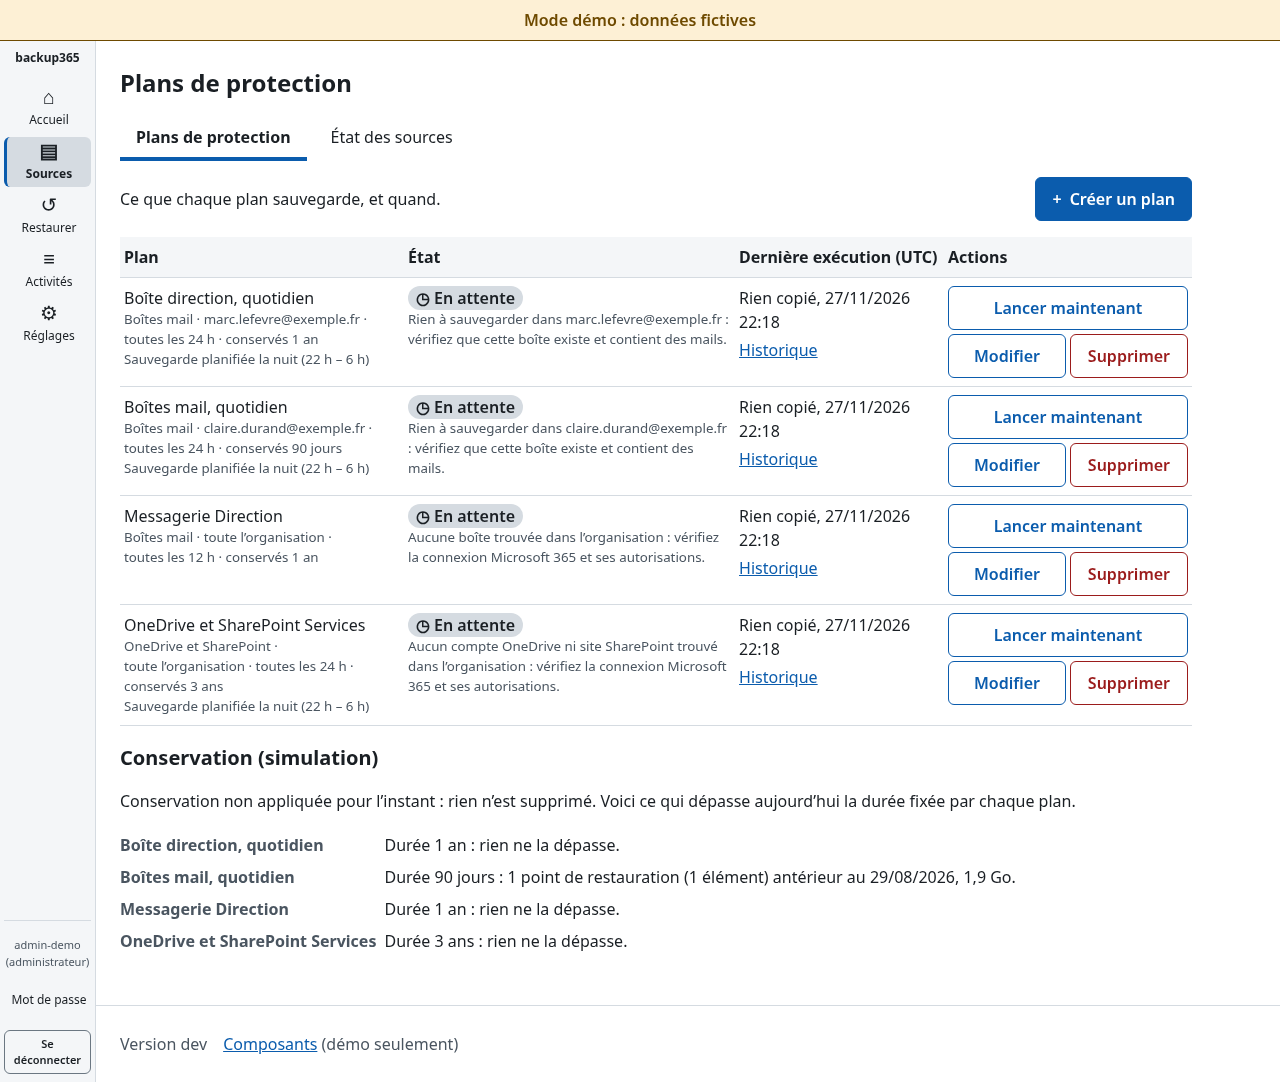 Mode démo : données fictives
backup365
Accueil
Sources
Restaurer
Activités
Réglages
admin-demo
(administrateur)
Mot de passe
Se
déconnecter
Plans de protection
Plans de protection
État des sources
Ce que chaque plan sauvegarde, et quand.
+ Créer un plan
Plan État Dernière exécution (UTC) Actions
Boîte direction, quotidien
Boîtes mail · marc.lefevre@exemple.fr ·
toutes les 24 h · conservés 1 an
Sauvegarde planifiée la nuit (22 h – 6 h)
En attente
Rien à sauvegarder dans marc.lefevre@exemple.fr :
vérifiez que cette boîte existe et contient des mails.
Rien copié, 27/11/2026
22:18
Historique
Lancer maintenant
Modifier
Supprimer
Boîtes mail, quotidien
Boîtes mail · claire.durand@exemple.fr ·
toutes les 24 h · conservés 90 jours
Sauvegarde planifiée la nuit (22 h – 6 h)
En attente
Rien à sauvegarder dans claire.durand@exemple.fr
: vérifiez que cette boîte existe et contient des
mails.
Rien copié, 27/11/2026
22:18
Historique
Lancer maintenant
Modifier
Supprimer
Messagerie Direction
Boîtes mail · toute l’organisation ·
toutes les 12 h · conservés 1 an
En attente
Aucune boîte trouvée dans l’organisation : vérifiez
la connexion Microsoft 365 et ses autorisations.
Rien copié, 27/11/2026
22:18
Historique
Lancer maintenant
Modifier
Supprimer
OneDrive et SharePoint Services
OneDrive et SharePoint ·
toute l’organisation · toutes les 24 h ·
conservés 3 ans
Sauvegarde planifiée la nuit (22 h – 6 h)
En attente
Aucun compte OneDrive ni site SharePoint trouvé
dans l’organisation : vérifiez la connexion Microsoft
365 et ses autorisations.
Rien copié, 27/11/2026
22:18
Historique
Lancer maintenant
Modifier
Supprimer
Conservation (simulation)
Conservation non appliquée pour l’instant : rien n’est supprimé. Voici ce qui dépasse aujourd’hui la durée fixée par chaque plan.
Boîte direction, quotidien Durée 1 an : rien ne la dépasse.
Boîtes mail, quotidien Durée 90 jours : 1 point de restauration (1 élément) antérieur au 29/08/2026, 1,9 Go.
Messagerie Direction Durée 1 an : rien ne la dépasse.
OneDrive et SharePoint Services Durée 3 ans : rien ne la dépasse.
Version dev Composants (démo seulement)